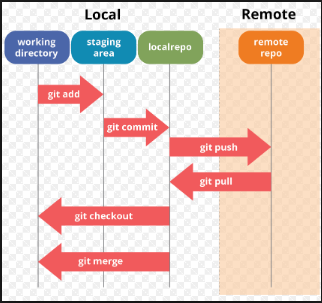 Local
Remote
working
directory
staging
area
localrepo
remote
repo
git add
git commit
git push
git pull
git checkout
git merge